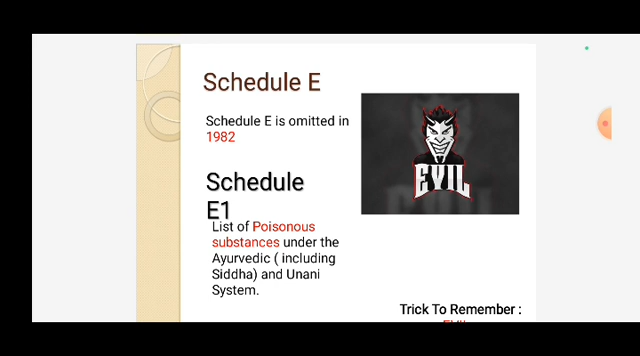 Schedule E
Schedule E is omitted in
1982
EVIL
Schedule
E1
List of Poisonous
substances under the
Ayurvedic ( including
Siddha) and Unani
System.
Trick To Remember :